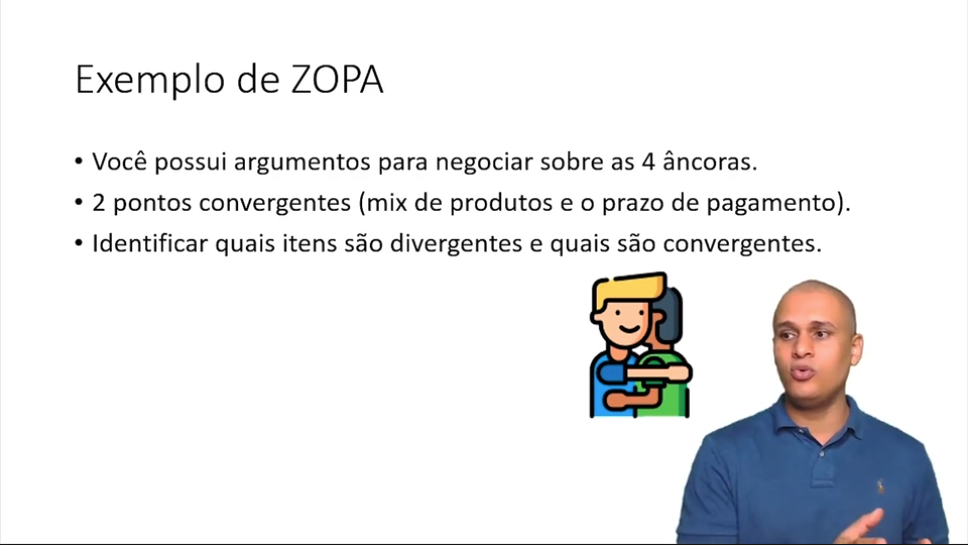 Exemplo de ZOPA
• Você possui argumentos para negociar sobre as 4 âncoras.
• 2 pontos convergentes (mix de produtos e o prazo de pagamento).
• Identificar quais itens são divergentes e quais são convergentes.